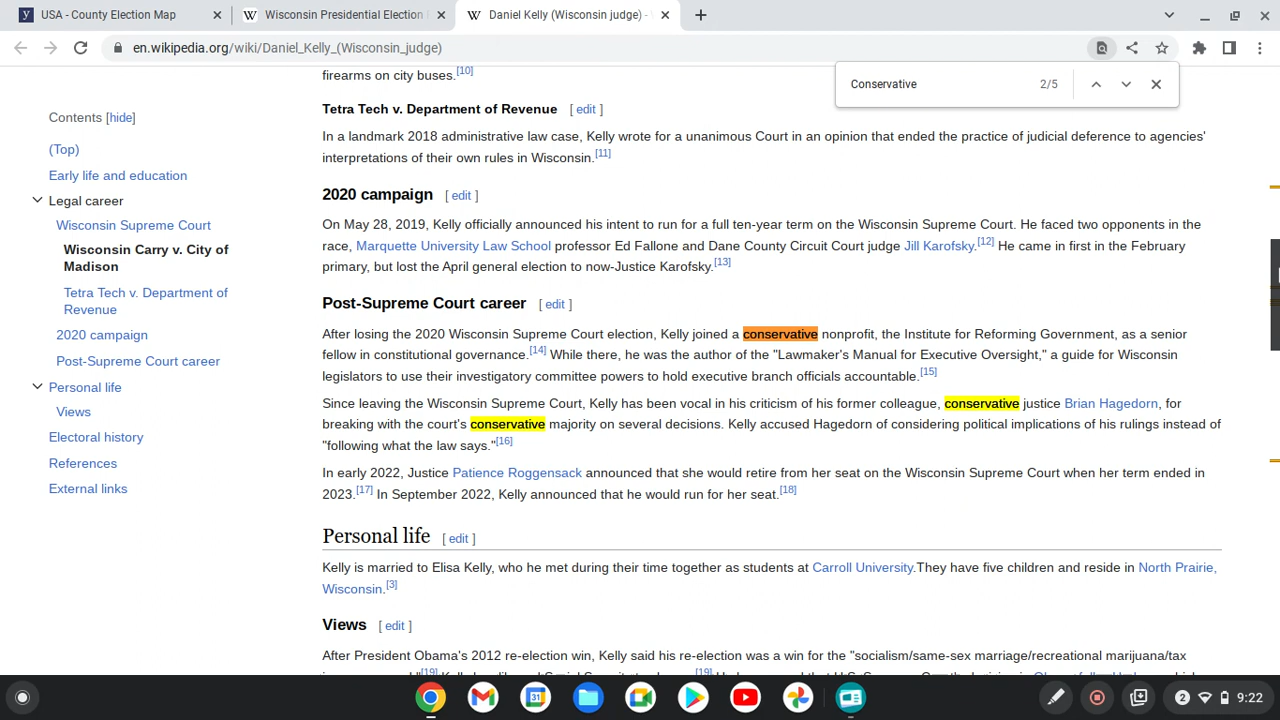 USA - County Election Map
Wisconsin Presidential Election
Daniel Kelly (Wisconsin judge) -
en.wikipedia.org/wiki/Daniel_Kelly_(Wisconsin_judge)
Conservative 2/5
Contents [hide]
(Top)
Early life and education
Legal career
Wisconsin Supreme Court
Wisconsin Carry v. City of
Madison
Tetra Tech v. Department of
Revenue
2020 campaign
Post-Supreme Court career
Personal life
Views
Electoral history
References
External links
firearms on city buses.[10]
Tetra Tech v. Department of Revenue [ edit ]
In a landmark 2018 administrative law case, Kelly wrote for a unanimous Court in an opinion that ended the practice of judicial deference to agencies'
interpretations of their own rules in Wisconsin.[11]
2020 campaign [ edit ]
On May 28, 2019, Kelly officially announced his intent to run for a full ten-year term on the Wisconsin Supreme Court. He faced two opponents in the
race, Marquette University Law School professor Ed Fallone and Dane County Circuit Court judge Jill Karofsky.[12] He came in first in the February
primary, but lost the April general election to now-Justice Karofsky.[13]
Post-Supreme Court career [ edit ]
After losing the 2020 Wisconsin Supreme Court election, Kelly joined a conservative nonprofit, the Institute for Reforming Government, as a senior
fellow in constitutional governance.[14] While there, he was the author of the "Lawmaker's Manual for Executive Oversight," a guide for Wisconsin
legislators to use their investigatory committee powers to hold executive branch officials accountable.[15]
Since leaving the Wisconsin Supreme Court, Kelly has been vocal in his criticism of his former colleague, conservative justice Brian Hagedorn, for
breaking with the court's conservative majority on several decisions. Kelly accused Hagedorn of considering political implications of his rulings instead of
"following what the law says."[16]
In early 2022, Justice Patience Roggensack announced that she would retire from her seat on the Wisconsin Supreme Court when her term ended in
2023.[17] In September 2022, Kelly announced that he would run for her seat.[18]
Personal life [ edit ]
Kelly is married to Elisa Kelly, who he met during their time together as students at Carroll University.They have five children and reside in North Prairie,
Wisconsin.[3]
Views [ edit ]
After President Obama's 2012 re-election win, Kelly said his re-election was a win for the "socialism/same-sex marriage/recreational marijuana/tax
2 9:22